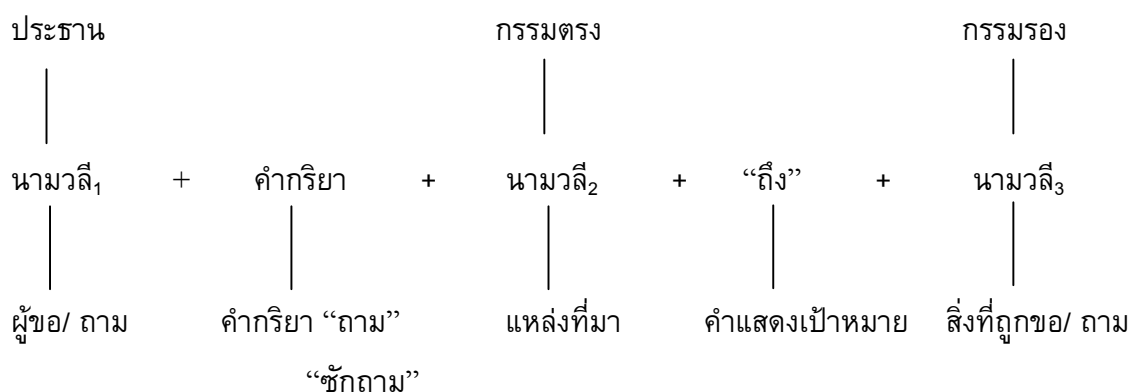 ประธาน กรรมตรง กรรมรอง
นามวลี₁ + คำกริยา + นามวลี₂ + “ถึง” + นามวลี₃
ผู้ขอ/ ถาม คำกริยา “ถาม” แหล่งที่มา คำแสดงเป้าหมาย สิ่งที่ถูกขอ/ ถาม
“ซักถาม”